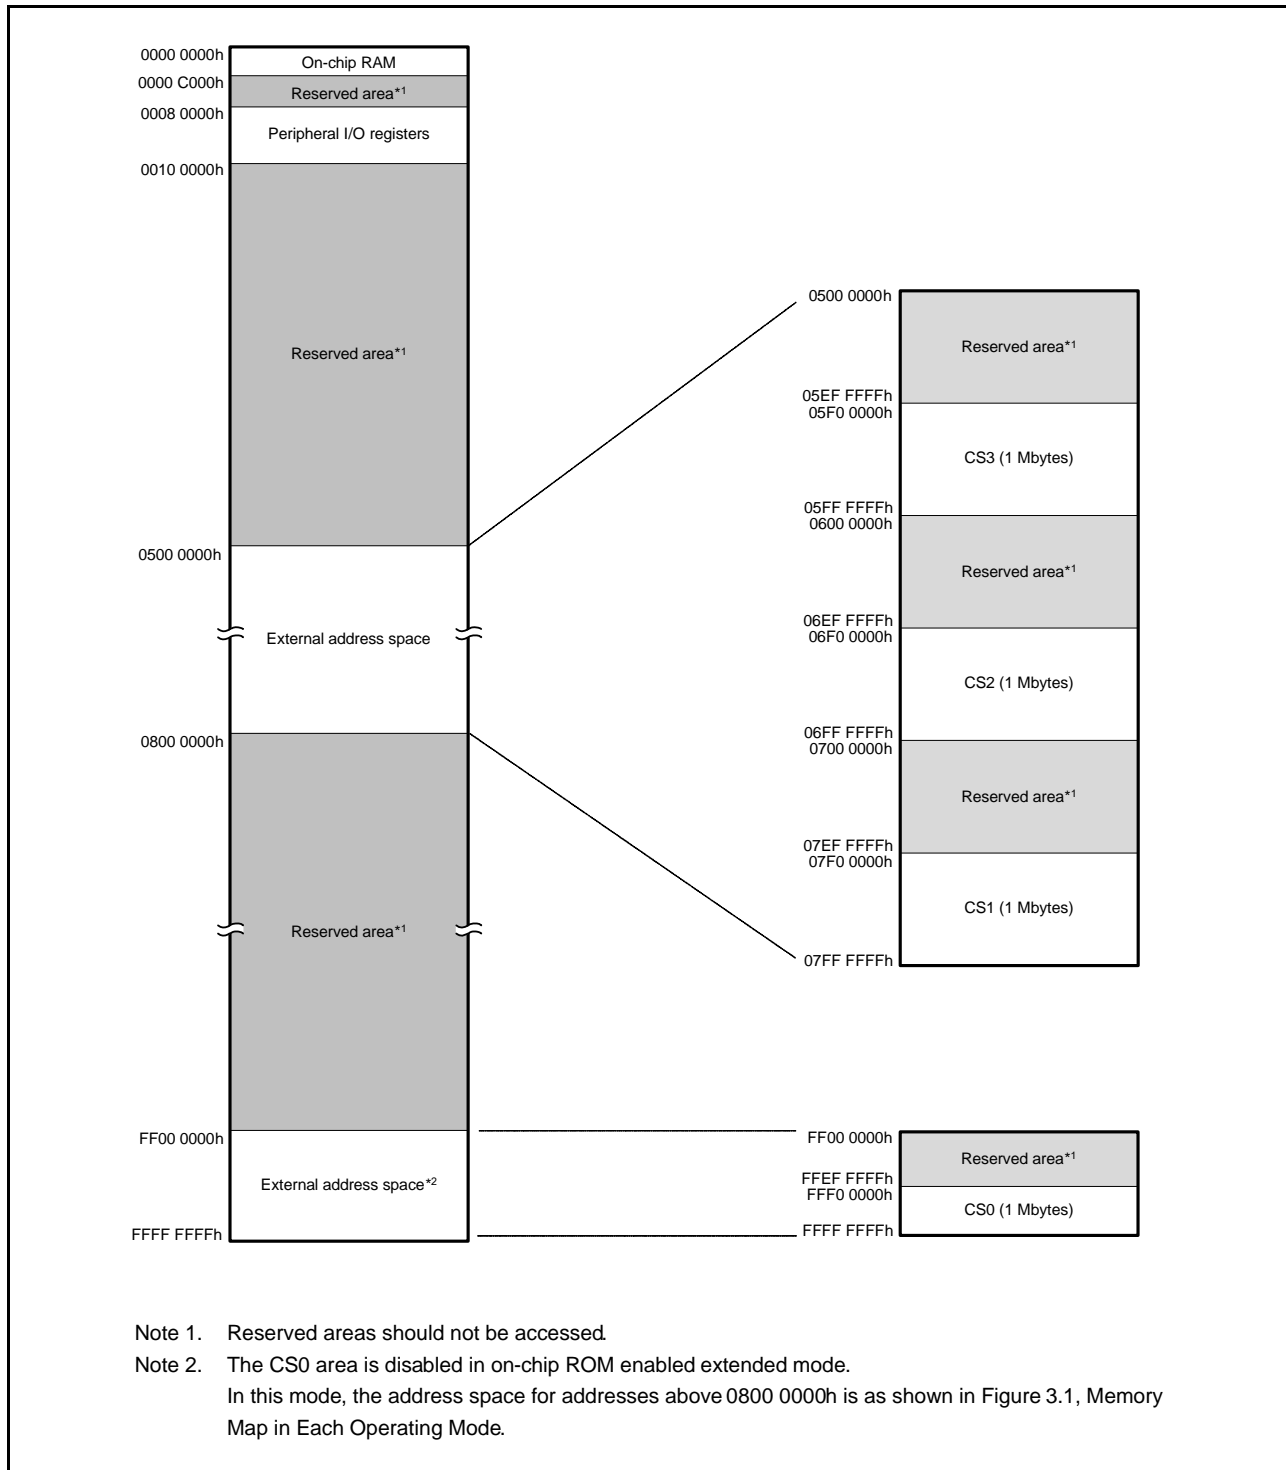 0000 0000h
On-chip RAM
0000 C000h
Reserved area*1
0008 0000h
Peripheral I/O registers
0010 0000h
Reserved area*1
0500 0000h
External address space
0800 0000h
Reserved area*1
FF00 0000h
External address space*2
FFFF FFFFh
0500 0000h
Reserved area*1
05EF FFFFh
05F0 0000h
CS3 (1 Mbytes)
05FF FFFFh
0600 0000h
Reserved area*1
06EF FFFFh
06F0 0000h
CS2 (1 Mbytes)
06FF FFFFh
0700 0000h
Reserved area*1
07EF FFFFh
07F0 0000h
CS1 (1 Mbytes)
07FF FFFFh
FF00 0000h
Reserved area*1
FFEF FFFFh
FFF0 0000h
CS0 (1 Mbytes)
FFFF FFFFh
Note 1. Reserved areas should not be accessed.
Note 2. The CS0 area is disabled in on-chip ROM enabled extended mode.
In this mode, the address space for addresses above 0800 0000h is as shown in Figure 3.1, Memory
Map in Each Operating Mode.